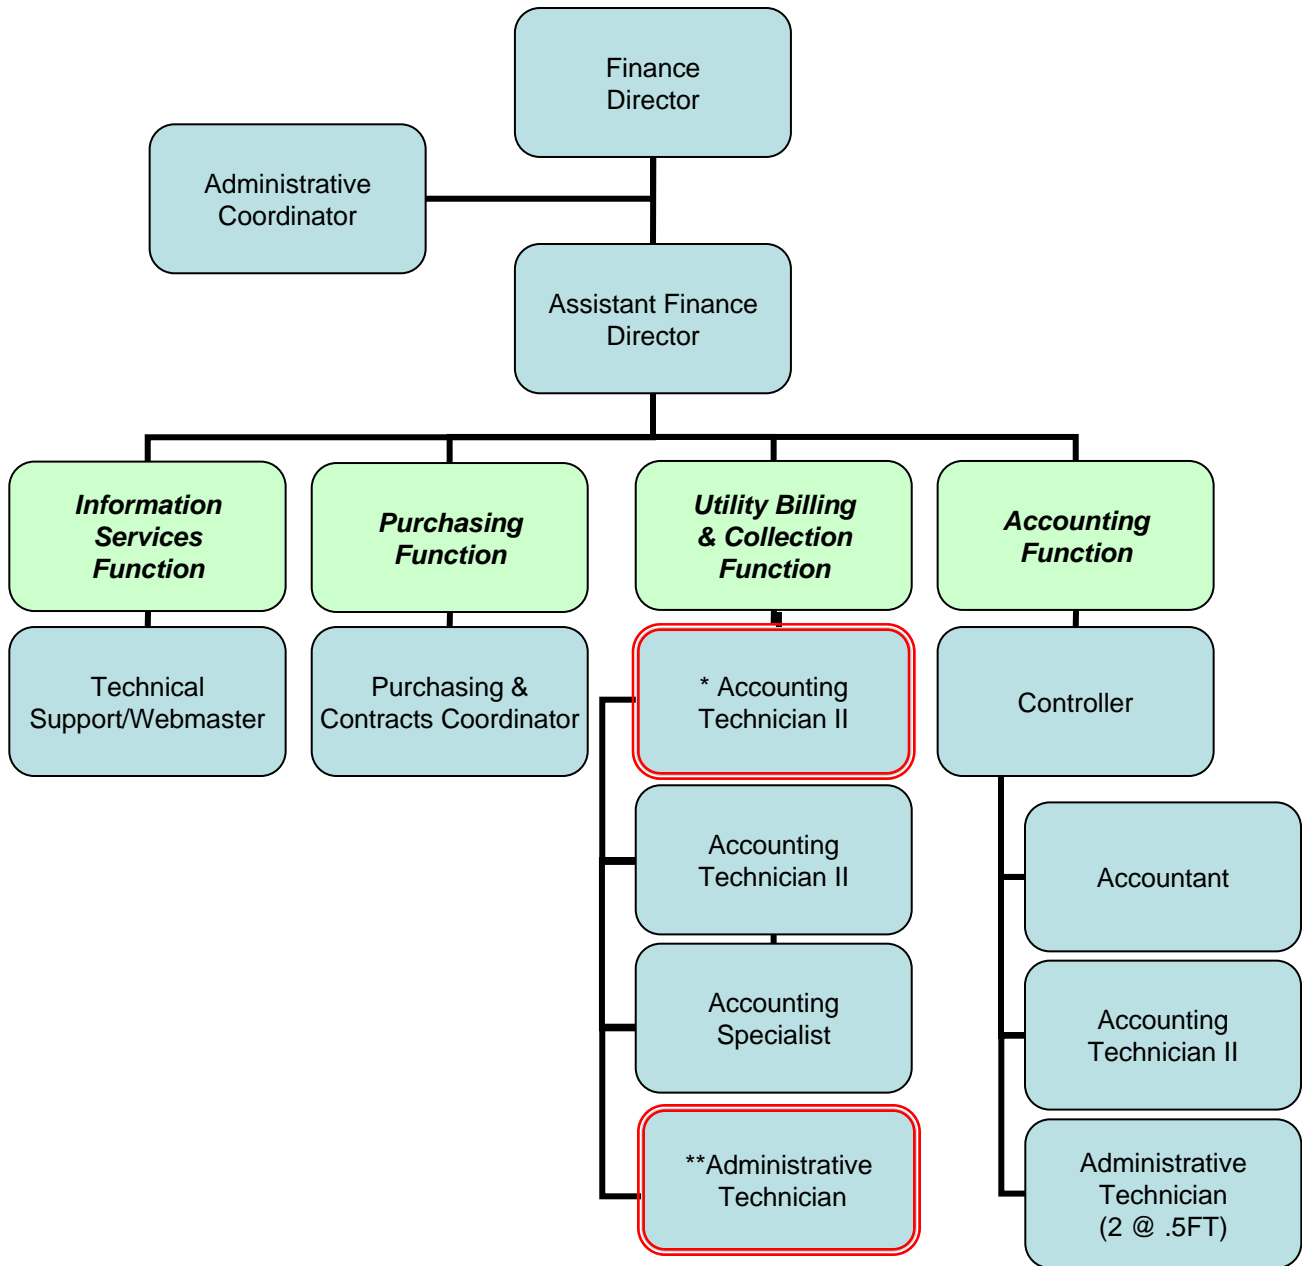 Finance
Director
Administrative
Coordinator
Assistant Finance
Director
Information
Services
Function
Purchasing
Function
Utility Billing
& Collection
Function
Accounting
Function
Technical
Support/Webmaster
Purchasing &
Contracts Coordinator
* Accounting
Technician II
Controller
Accounting
Technician II
Accountant
Accounting
Specialist
Accounting
Technician II
**Administrative
Technician
Administrative
Technician
(2 @ .5FT)